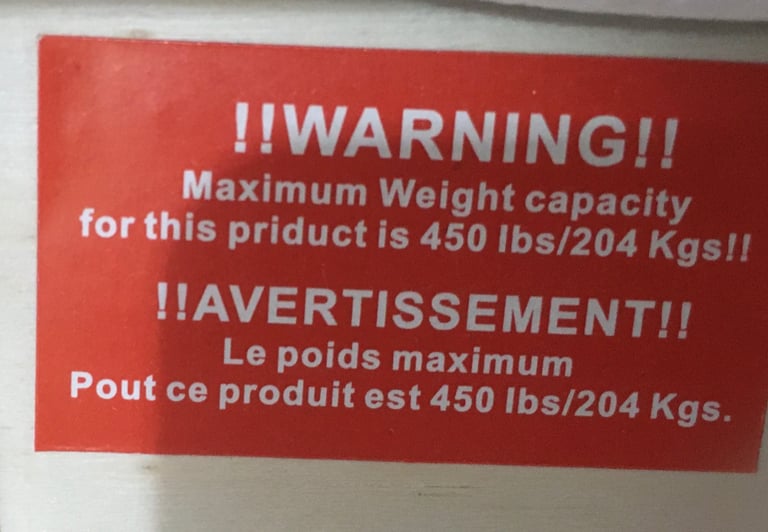 !!WARNING!!
Maximum Weight capacity
for this priduct is 450 lbs/204 Kgs!!
!!AVERTISSEMENT!!
Le poids maximum
Pout ce produit est 450 lbs/204 Kgs.